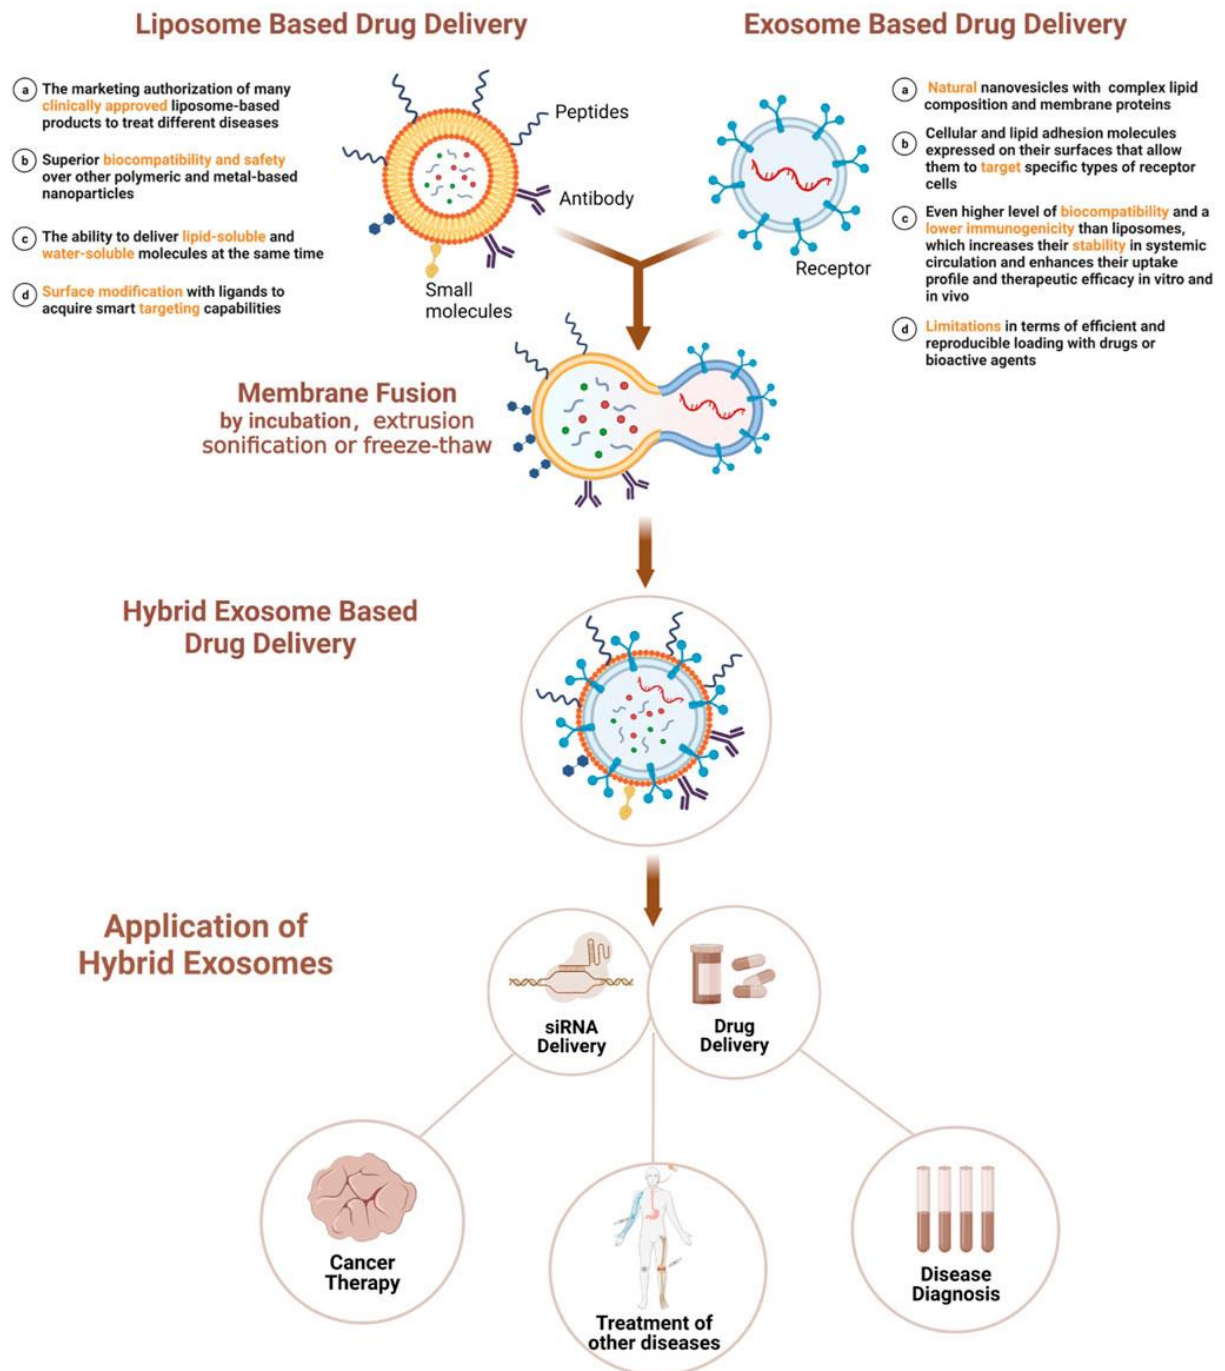 Liposome Based Drug Delivery
Exosome Based Drug Delivery
a The marketing authorization of many
clinically approved liposome-based
products to treat different diseases
b Superior biocompatibility and safety
over other polymeric and metal-based
nanoparticles
c The ability to deliver lipid-soluble and
water-soluble molecules at the same time
d Surface modification with ligands to
acquire smart targeting capabilities
Peptides
Antibody
Small
molecules
Receptor
a Natural nanovesicles with complex lipid
composition and membrane proteins
b Cellular and lipid adhesion molecules
expressed on their surfaces that allow
them to target specific types of receptor
cells
c Even higher level of biocompatibility and a
lower immunogenicity than liposomes,
which increases their stability in systemic
circulation and enhances their uptake
profile and therapeutic efficacy in vitro and
in vivo
d Limitations in terms of efficient and
reproducible loading with drugs or
bioactive agents
Membrane Fusion
by incubation, extrusion
sonification or freeze-thaw
Hybrid Exosome Based
Drug Delivery
Application of
Hybrid Exosomes
siRNA
Delivery
Drug
Delivery
Cancer
Therapy
Treatment of
other diseases
Disease
Diagnosis